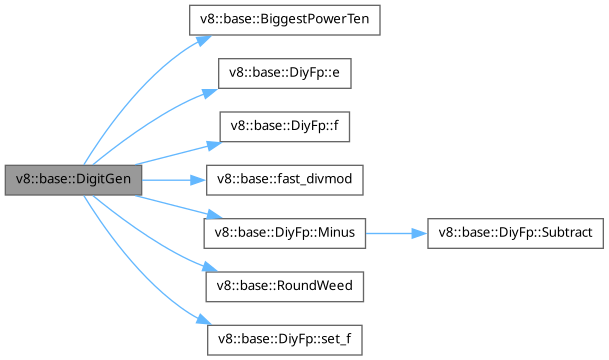 v8::base::BiggestPowerTen
v8::base::DiyFp::e
v8::base::DiyFp::f
v8::base::DigitGen
v8::base::fast_divmod
v8::base::DiyFp::Minus
v8::base::DiyFp::Subtract
v8::base::RoundWeed
v8::base::DiyFp::set_f